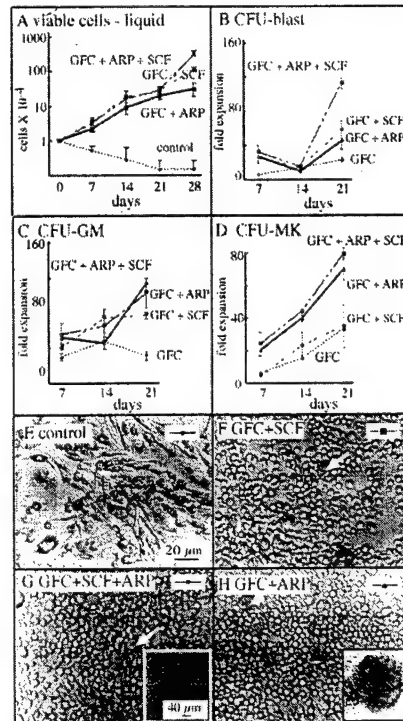 A viable cells - liquid
B CFU-blast
1000
100
10
1
cells X 10⁻⁴
GFC + ARP + SCF
GFC + SCF
GFC + ARP
control
0 7 14 21 28
days
160
80
fold expansion
GFC + ARP + SCF
GFC + SCF
GFC + ARP
GFC
7 14 21
days
C CFU-GM
D CFU-MK
160
80
0
fold expansion
GFC + ARP + SCF
GFC + ARP
GFC + SCF
GFC
7 14 21
days
80
40
0
fold expansion
GFC + ARP + SCF
GFC + ARP
GFC + SCF
GFC
7 14 21
days
E control
20 µm
F GFC+SCF
G GFC+SCF+ARP
40 µm
H GFC+ARP